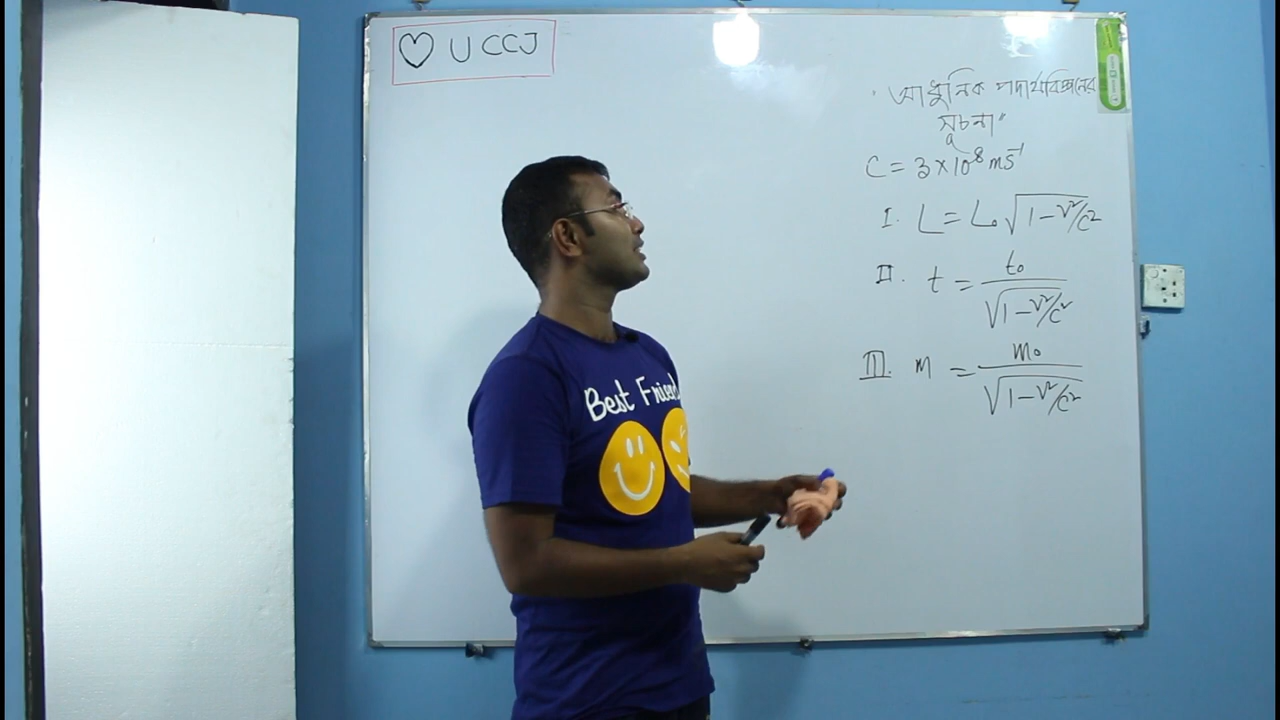 ♡ UCCJ
"আধুনিক পদার্থবিজ্ঞানের
সূচনা"
C = 3×10⁸ ms⁻¹
I. L = L₀ √(1 − v²/c²)
II. t = t₀ / √(1 − v²/c²)
III. m = m₀ / √(1 − v²/c²)
Best Friend